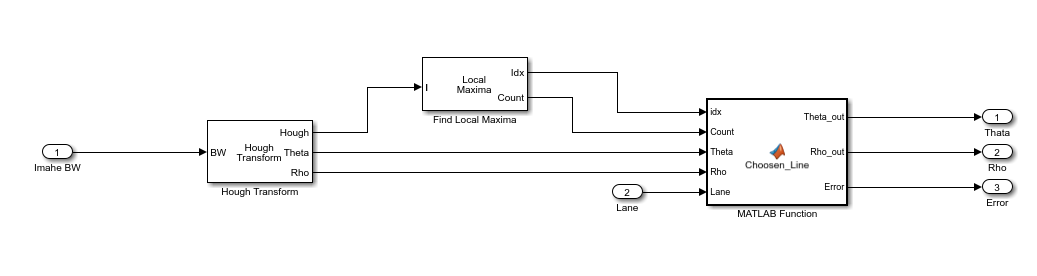 1
Imahe BW
BW
Hough
Transform
Hough
Theta
Rho
Hough Transform
I
Local
Maxima
Idx
Count
Find Local Maxima
2
Lane
idx
Count
Theta
Rho
Lane
Choosen_Line
Theta_out
Rho_out
Error
MATLAB Function
1
Thata
2
Rho
3
Error